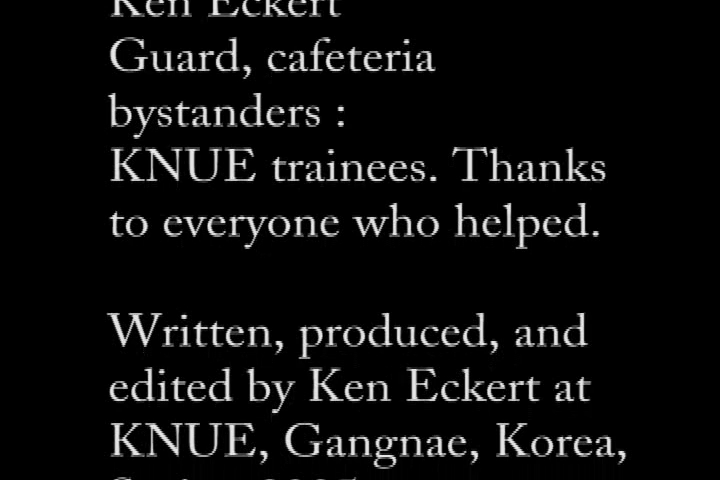 Ken Eckert
Guard, cafeteria
bystanders :
KNUE trainees. Thanks
to everyone who helped.
Written, produced, and
edited by Ken Eckert at
KNUE, Gangnae, Korea,